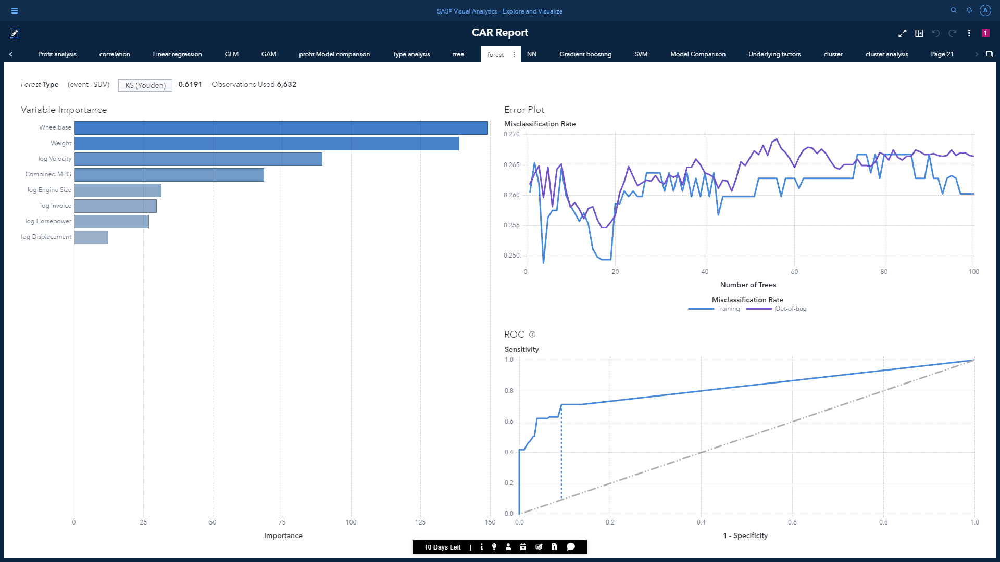 SAS® Visual Analytics - Explore and Visualize
A
CAR Report
1
Profit analysis correlation Linear regression GLM GAM profit Model comparison Type analysis tree forest NN Gradient boosting SVM Model Comparison Underlying factors cluster cluster analysis Page 21
Forest Type (event=SUV) KS (Youden) 0.6191 Observations Used 6,632
Variable Importance
Wheelbase
Weight
log Velocity
Combined MPG
log Engine Size
log Invoice
log Horsepower
log Displacement
0 25 50 75 100 125 150
Importance
Error Plot
Misclassification Rate
0.270
0.265
0.260
0.255
0.250
0 20 40 60 80 100
Number of Trees
Misclassification Rate
Training Out-of-bag
ROC
Sensitivity
1.0
0.8
0.6
0.4
0.2
0.0
0.0 0.2 0.4 0.6 0.8 1.0
1 - Specificity
10 Days Left |